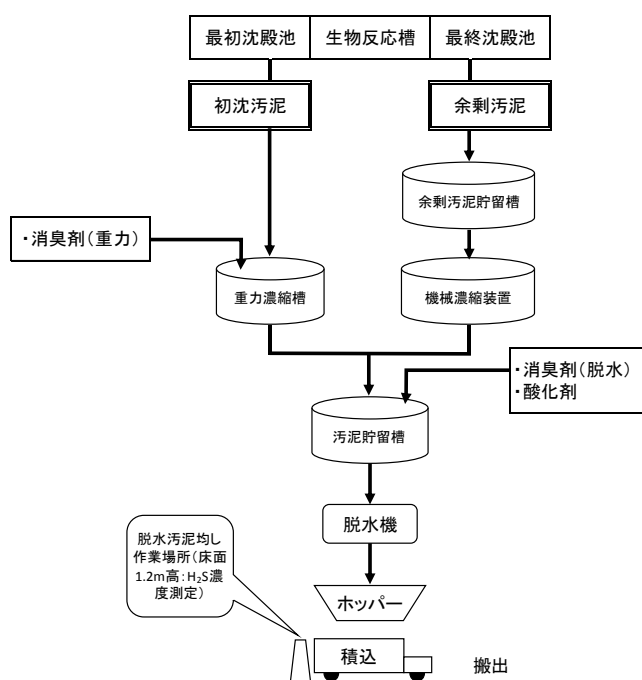 最初沈殿池 生物反応槽 最終沈殿池
初沈汚泥 余剰汚泥
余剰汚泥貯留槽
・消臭剤(重力)
重力濃縮槽 機械濃縮装置
・消臭剤(脱水)
・酸化剤
汚泥貯留槽
脱水機
脱水汚泥均し
作業場所(床面
1.2m高:H₂S濃
度測定)
ホッパー
積込
搬出